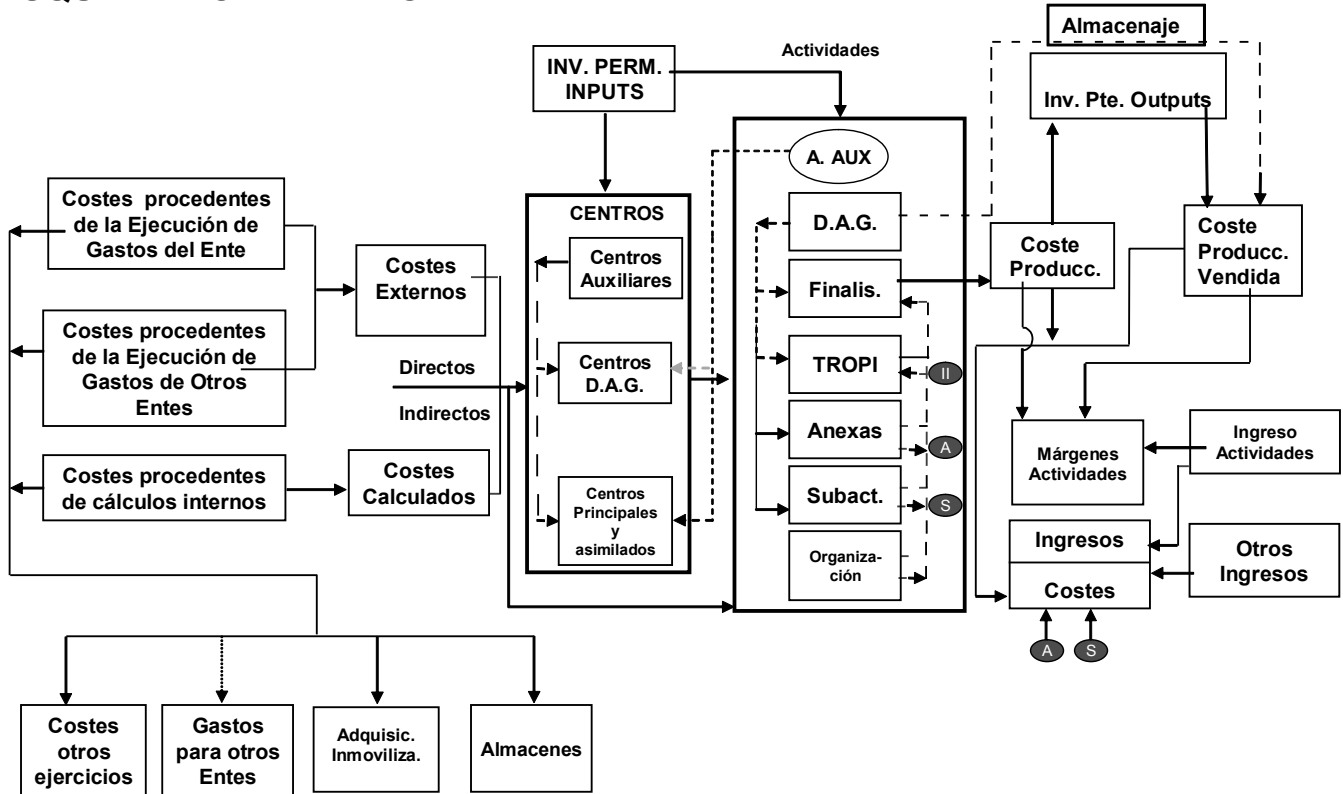 Almacenaje
Actividades
INV. PERM.
INPUTS
Inv. Pte. Outputs
A. AUX
Costes procedentes
de la Ejecución de
Gastos del Ente
CENTROS
D.A.G.
Coste
Producc.
Coste
Producc.
Vendida
Costes
Externos
Centros
Auxiliares
Finalis.
Costes procedentes
de la Ejecución de
Gastos de Otros
Entes
Directos
Indirectos
Centros
D.A.G.
TROPI
II
Anexas
A
Márgenes
Actividades
Ingreso
Actividades
Costes procedentes
de cálculos internos
Costes
Calculados
Centros
Principales
y
asimilados
Subact.
S
Organiza-
ción
Ingresos
Costes
Otros
Ingresos
A
S
Costes
otros
ejercicios
Gastos
para otros
Entes
Adquisic.
Inmoviliza.
Almacenes